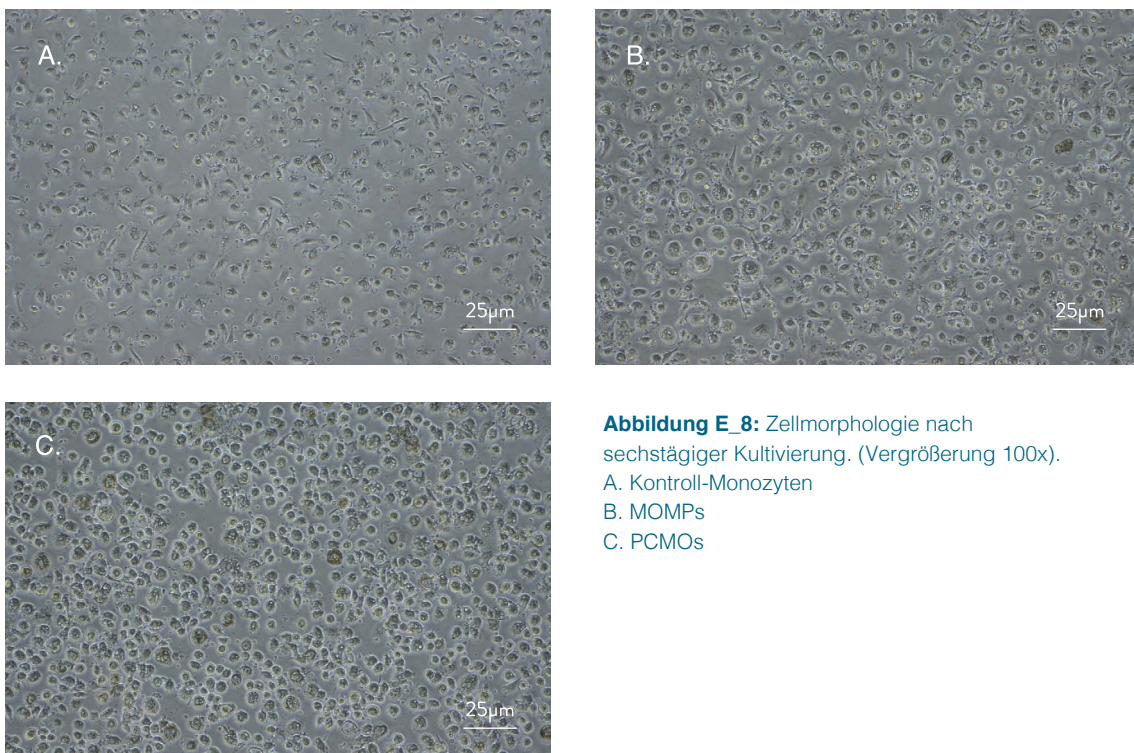 A.
25µm
B.
25µm
C.
25µm
Abbildung E_8: Zellmorphologie nach
sechstägiger Kultivierung. (Vergrößerung 100x).
A. Kontroll-Monozyten
B. MOMPs
C. PCMOs